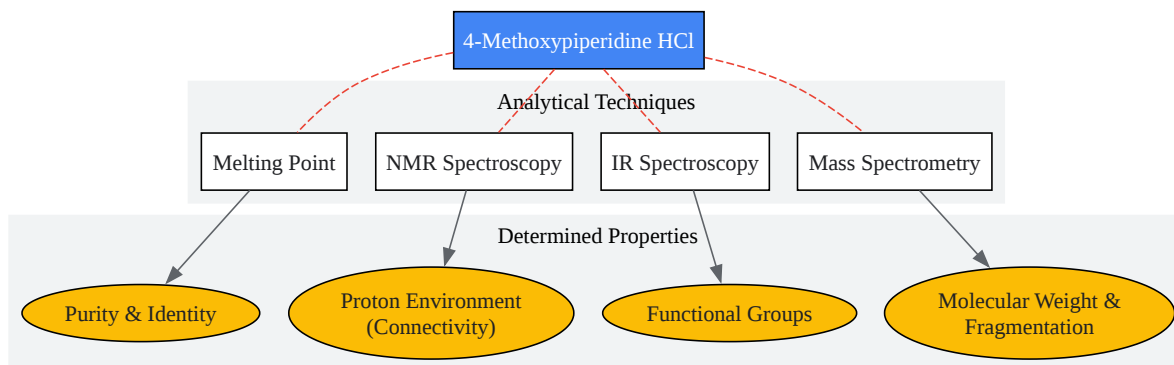 4-Methoxypiperidine HCl
Analytical Techniques
Melting Point
NMR Spectroscopy
IR Spectroscopy
Mass Spectrometry
Determined Properties
Purity & Identity
Proton Environment
(Connectivity)
Functional Groups
Molecular Weight &
Fragmentation